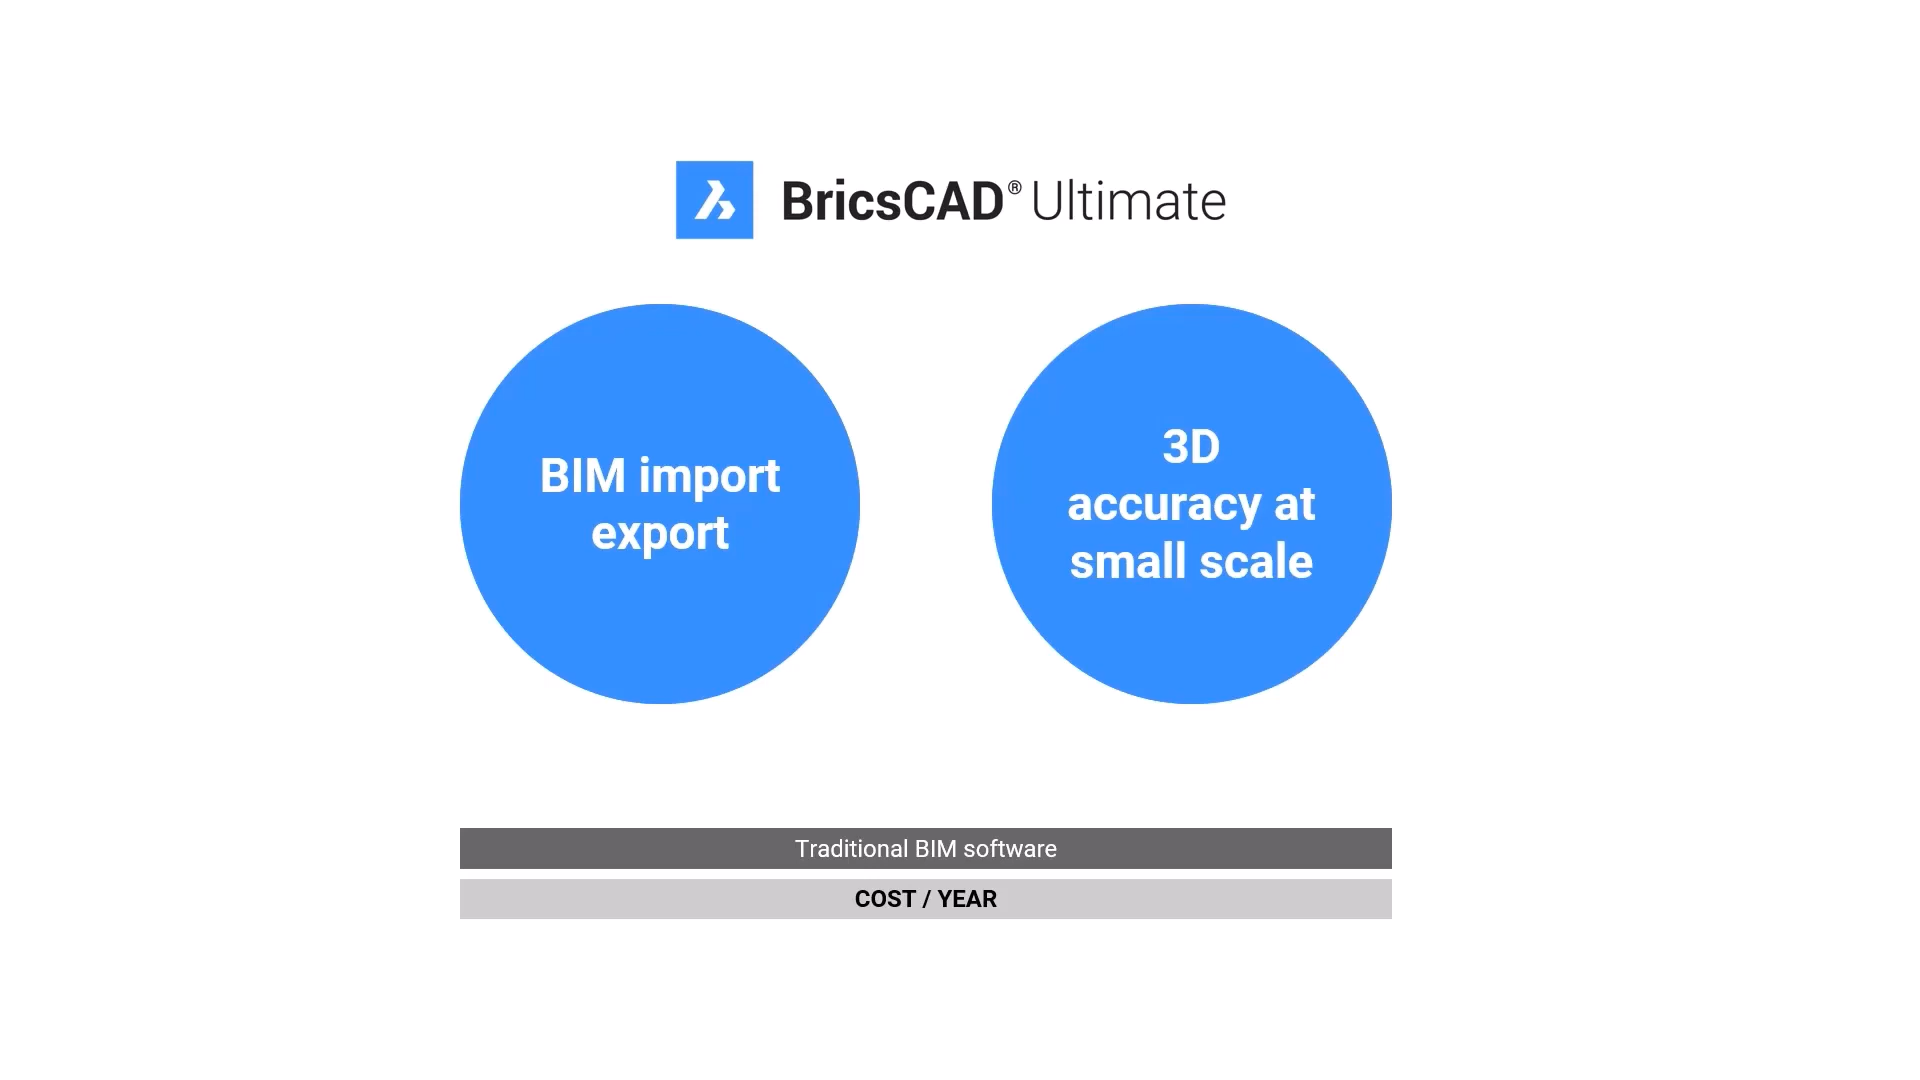 BricsCAD® Ultimate
BIM import
export
3D
accuracy at
small scale
Traditional BIM software
COST / YEAR